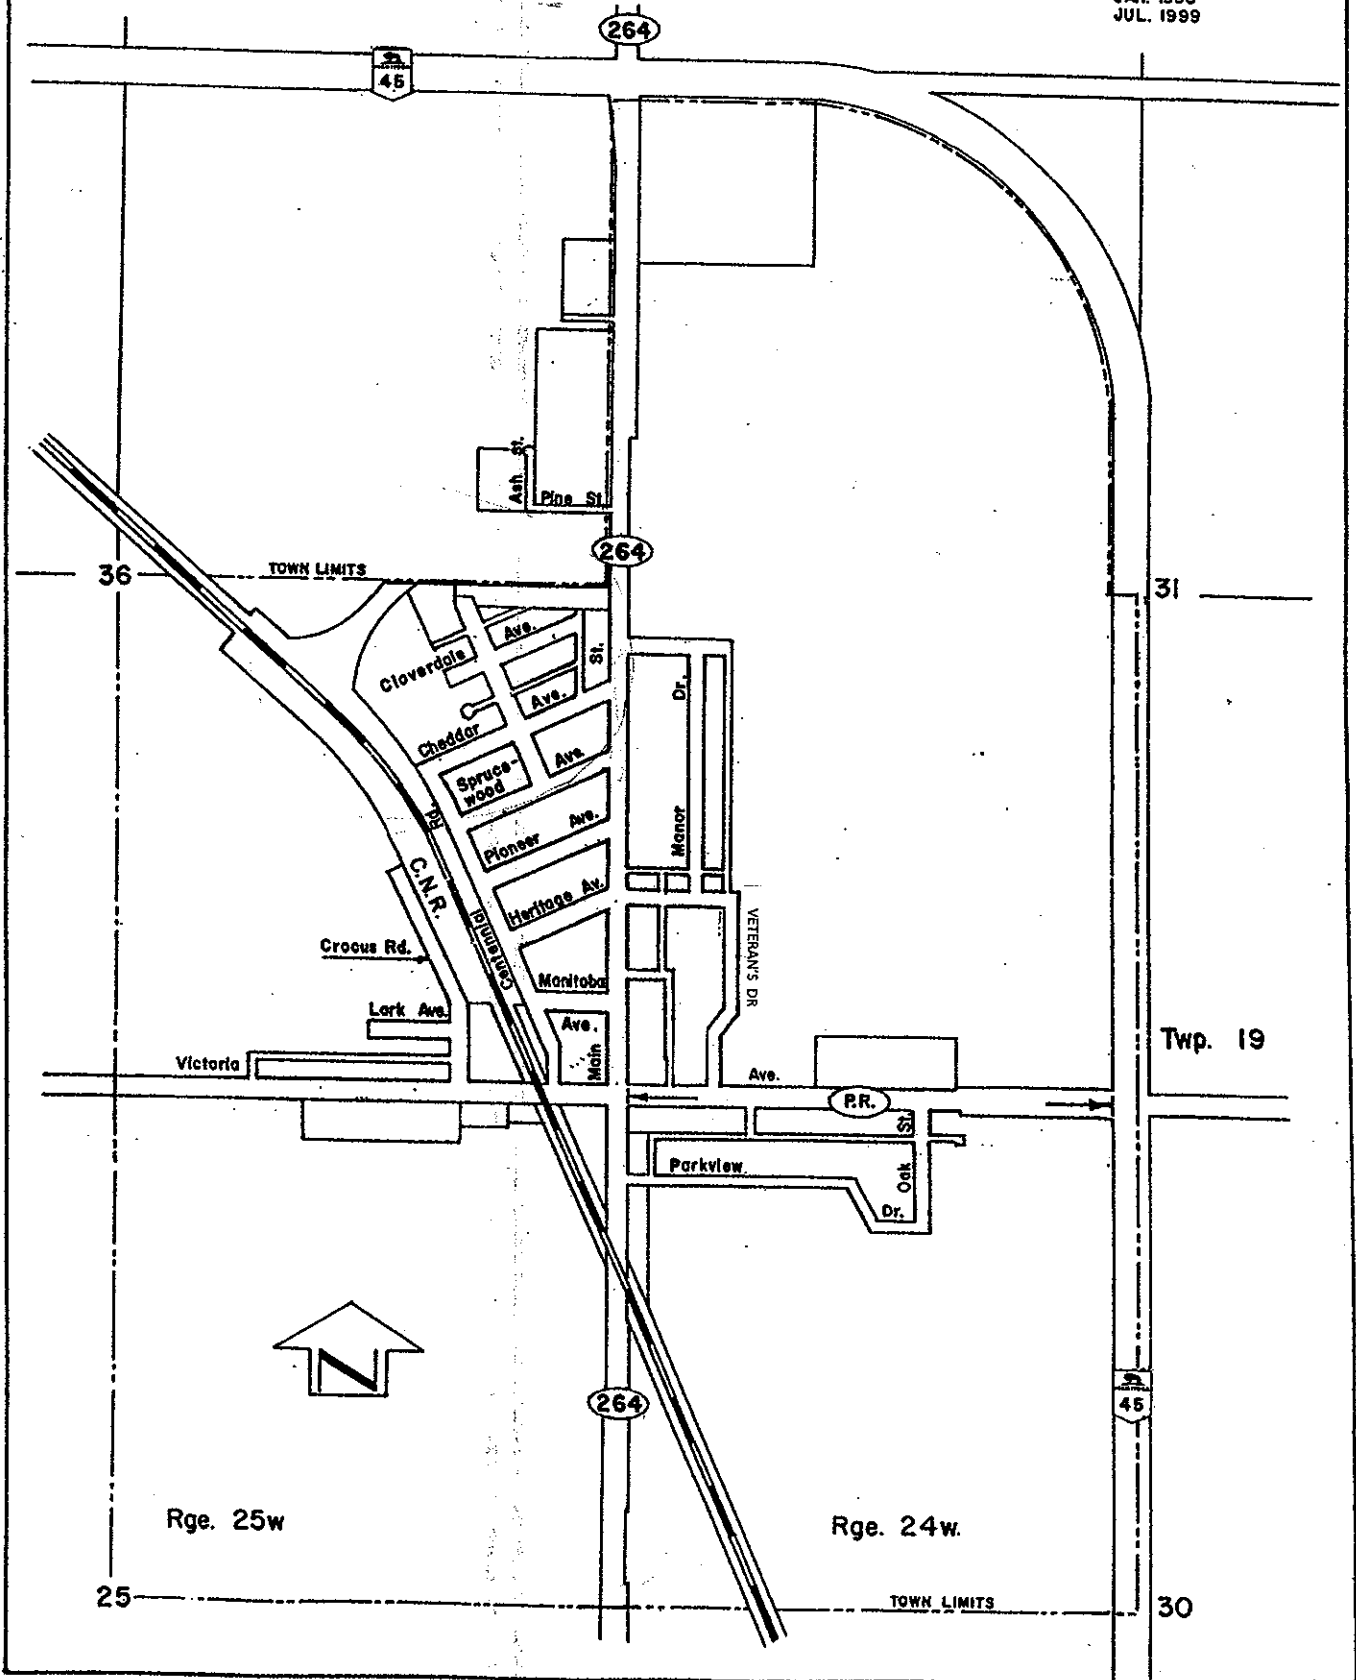 JUL. 1999
264
45
Ash St.
Pine St.
264
36
TOWN LIMITS
31
Cloverdale Ave.
St.
Cheddar Ave.
Dr.
Manor
Spruce-
wood Ave.
Rd.
Pioneer Ave.
C.N.R.
Heritage Av.
Centennial
VETERAN'S DR
Crocus Rd.
Manitoba
Ave.
Lark Ave.
Main
Twp. 19
Victoria
Ave.
P.R.
St.
Oak
Parkview
Dr.
N
264
45
Rge. 25w
Rge. 24w.
25
TOWN LIMITS
30